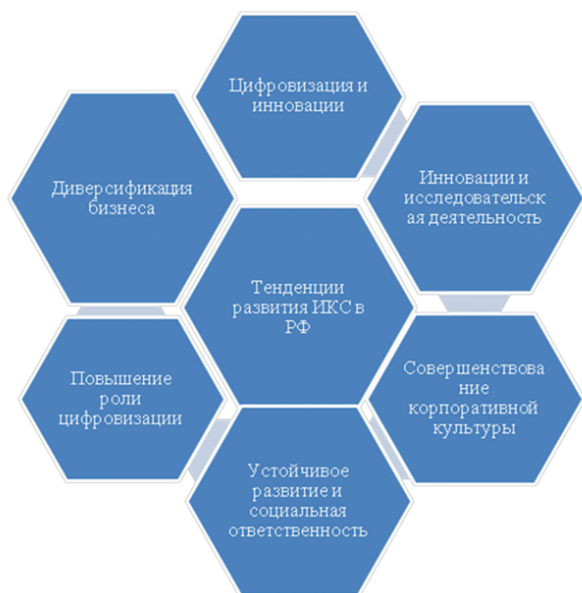 Цифровизация и
инновации
Диверсификация
бизнеса
Инновации и
исследовательск
ая деятельность
Тенденции
развития ИКС в
РФ
Повышение
роли
цифровизации
Совершенствова
ние
корпоративной
культуры
Устойчивое
развитие и
социальная
ответственность